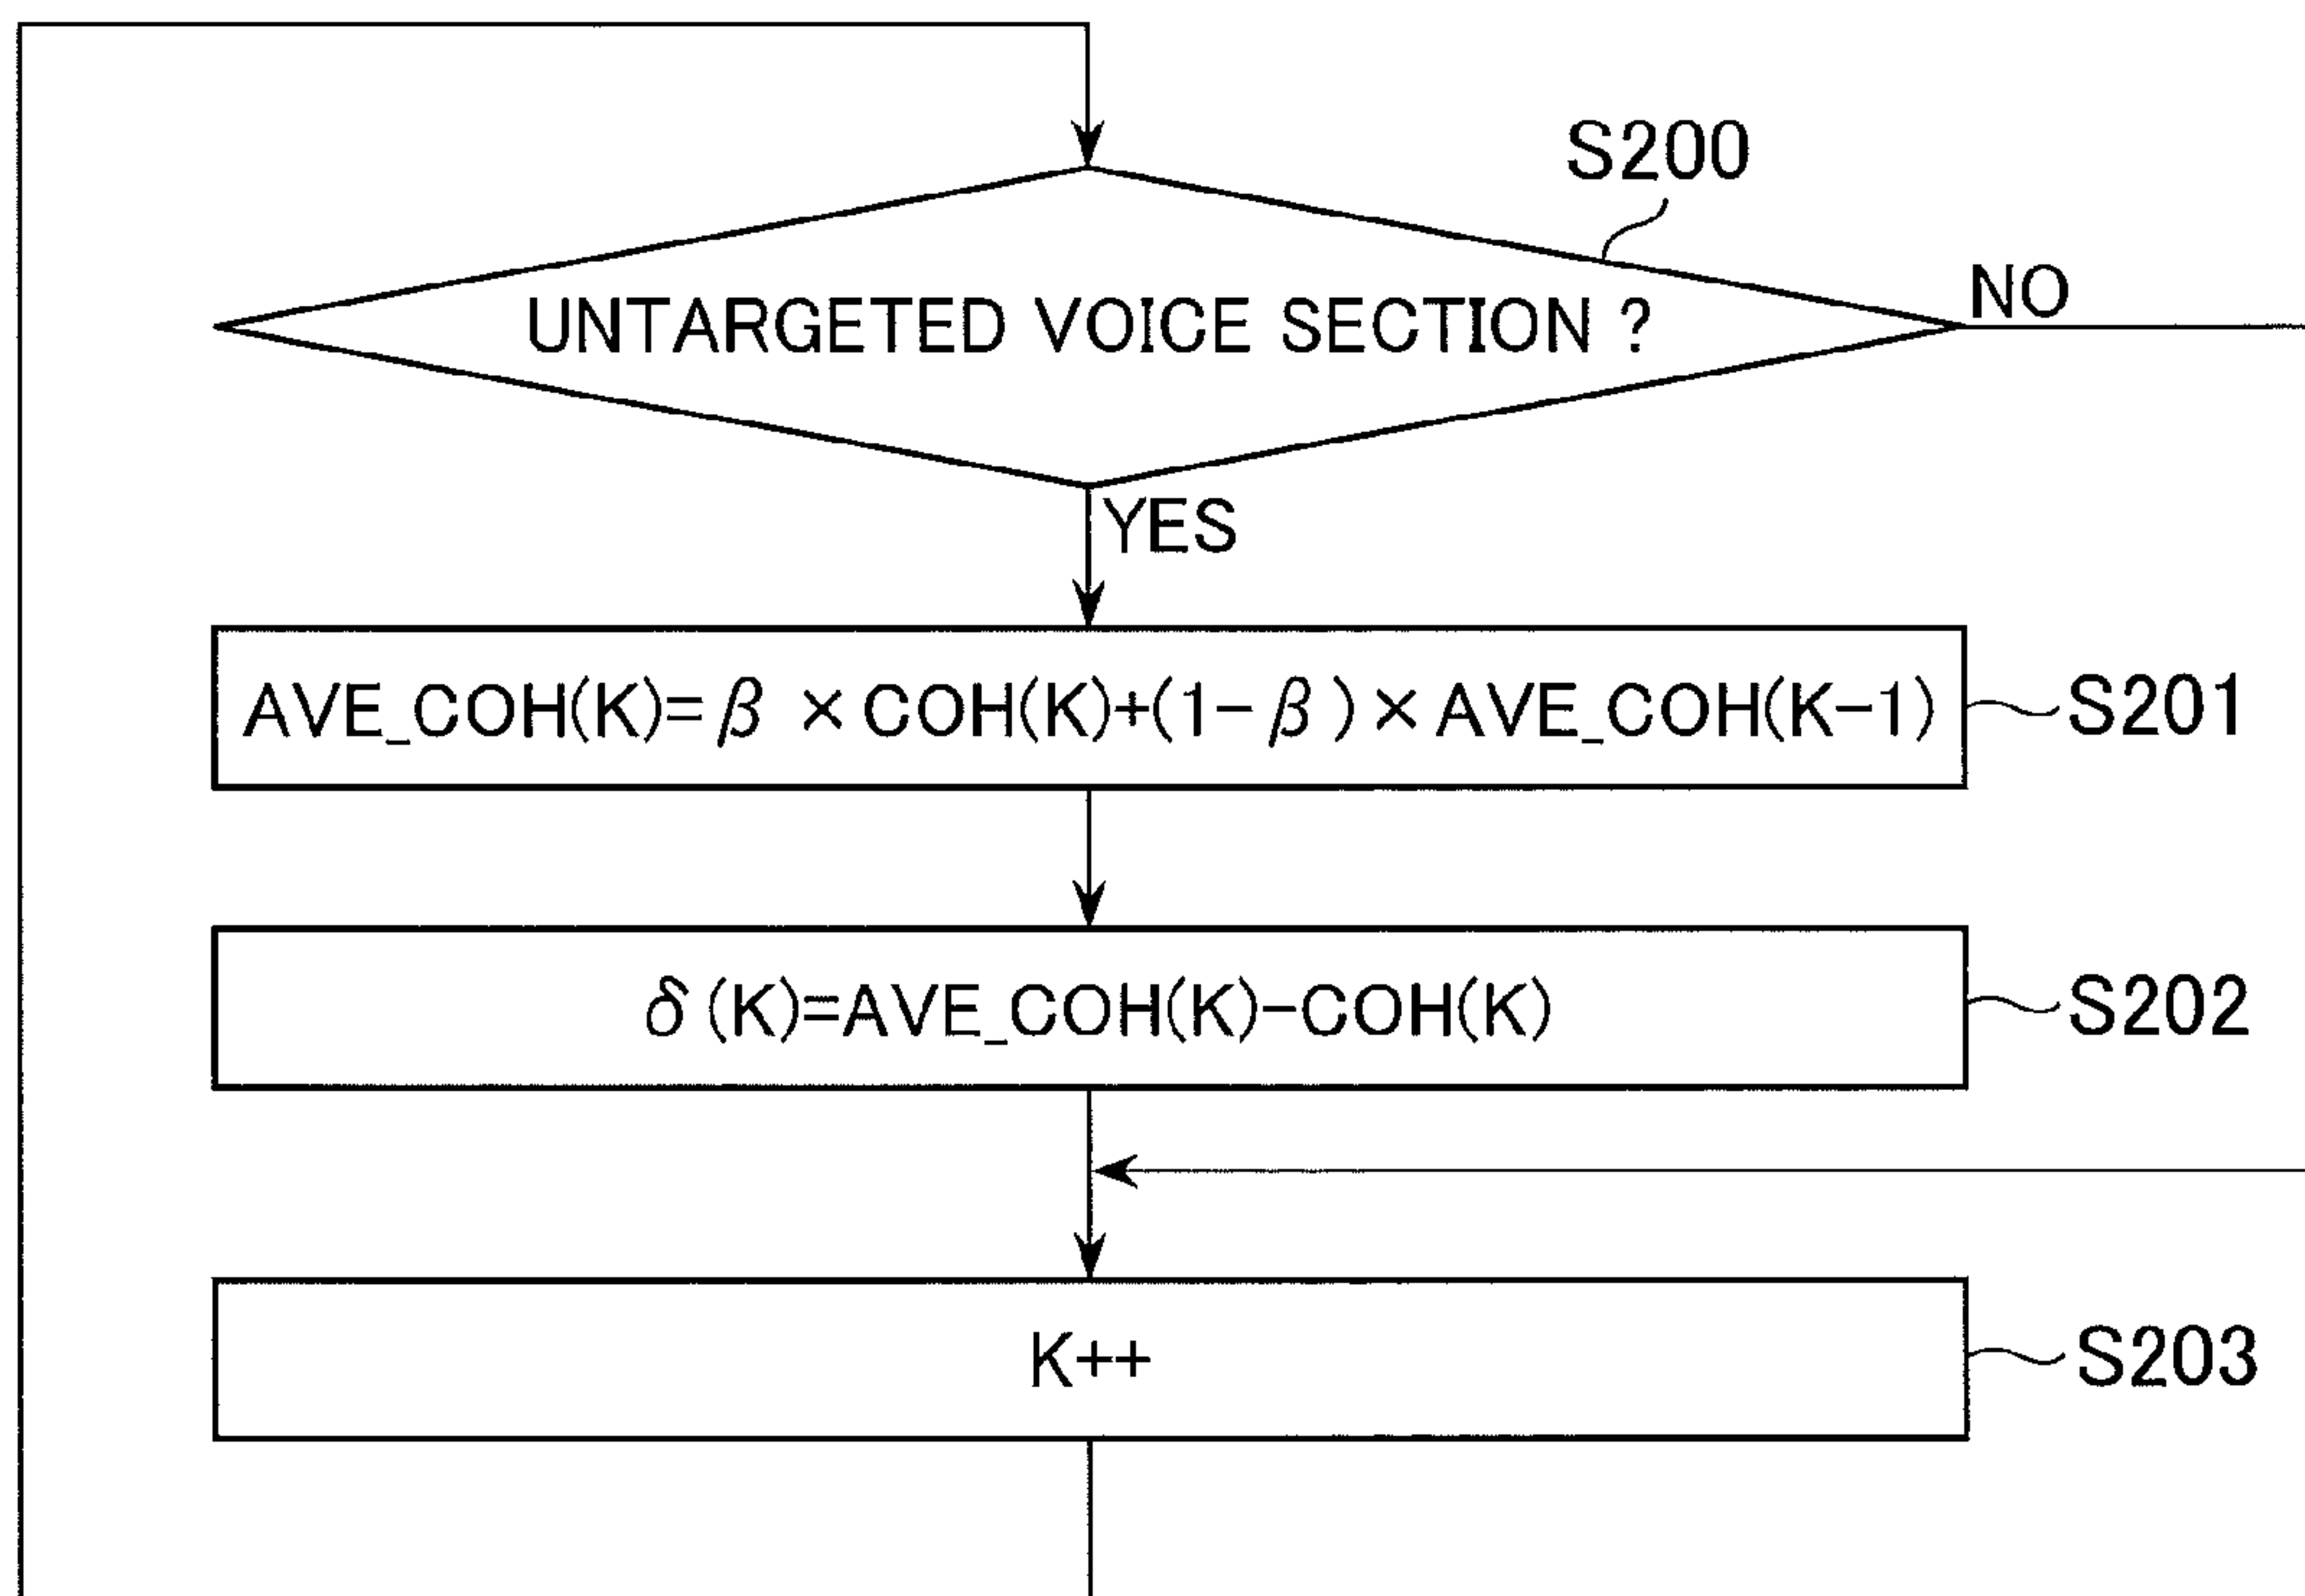 S200
UNTARGETED VOICE SECTION ?
NO
YES
AVE_COH(K)=β × COH(K)+(1-β) × AVE_COH(K-1)
S201
δ(K)=AVE_COH(K)-COH(K)
S202
K++
S203